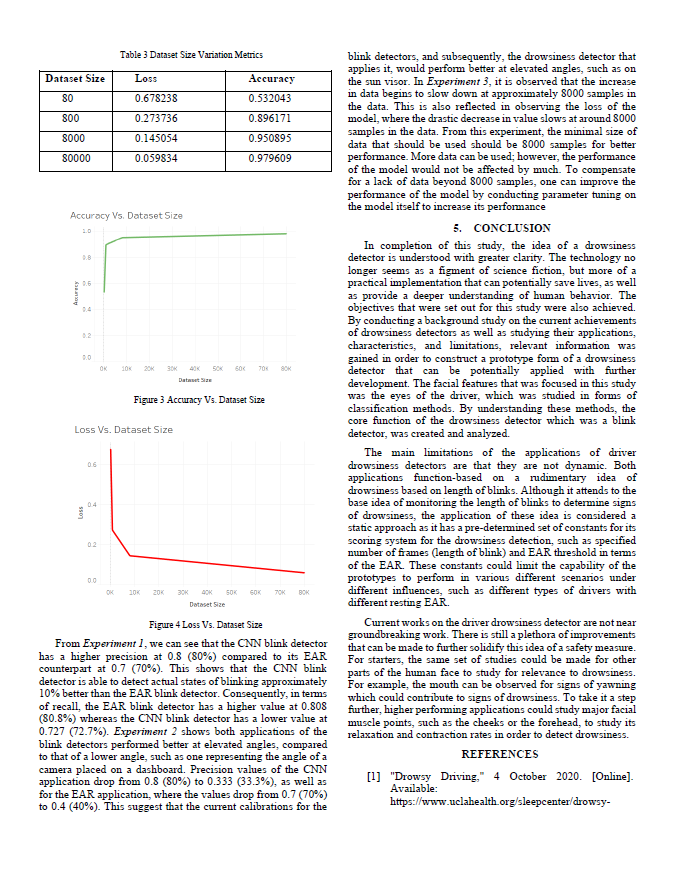 Table 3 Dataset Size Variation Metrics
Dataset Size Loss Accuracy
80 0.678238 0.532043
800 0.273736 0.896171
8000 0.145054 0.950895
80000 0.059834 0.979609
Accuracy Vs. Dataset Size
1.0
0.8
0.6
0.4
0.2
0.0
Accuracy
0K 10K 20K 30K 40K 50K 60K 70K 80K
Dataset Size
Figure 3 Accuracy Vs. Dataset Size
Loss Vs. Dataset Size
0.6
0.4
0.2
0.0
Loss
0K 10K 20K 30K 40K 50K 60K 70K 80K
Dataset Size
Figure 4 Loss Vs. Dataset Size
From Experiment 1, we can see that the CNN blink detector
has a higher precision at 0.8 (80%) compared to its EAR
counterpart at 0.7 (70%). This shows that the CNN blink
detector is able to detect actual states of blinking approximately
10% better than the EAR blink detector. Consequently, in terms
of recall, the EAR blink detector has a higher value at 0.808
(80.8%) whereas the CNN blink detector has a lower value at
0.727 (72.7%). Experiment 2 shows both applications of the
blink detectors performed better at elevated angles, compared
to that of a lower angle, such as one representing the angle of a
camera placed on a dashboard. Precision values of the CNN
application drop from 0.8 (80%) to 0.333 (33.3%), as well as
for the EAR application, where the values drop from 0.7 (70%)
to 0.4 (40%). This suggest that the current calibrations for the
blink detectors, and subsequently, the drowsiness detector that
applies it, would perform better at elevated angles, such as on
the sun visor. In Experiment 3, it is observed that the increase
in data begins to slow down at approximately 8000 samples in
the data. This is also reflected in observing the loss of the
model, where the drastic decrease in value slows at around 8000
samples in the data. From this experiment, the minimal size of
data that should be used should be 8000 samples for better
performance. More data can be used; however, the performance
of the model would not be affected by much. To compensate
for a lack of data beyond 8000 samples, one can improve the
performance of the model by conducting parameter tuning on
the model itself to increase its performance
5. CONCLUSION
In completion of this study, the idea of a drowsiness
detector is understood with greater clarity. The technology no
longer seems as a figment of science fiction, but more of a
practical implementation that can potentially save lives, as well
as provide a deeper understanding of human behavior. The
objectives that were set out for this study were also achieved.
By conducting a background study on the current achievements
of drowsiness detectors as well as studying their applications,
characteristics, and limitations, relevant information was
gained in order to construct a prototype form of a drowsiness
detector that can be potentially applied with further
development. The facial features that was focused in this study
was the eyes of the driver, which was studied in forms of
classification methods. By understanding these methods, the
core function of the drowsiness detector which was a blink
detector, was created and analyzed.
The main limitations of the applications of driver
drowsiness detectors are that they are not dynamic. Both
applications function-based on a rudimentary idea of
drowsiness based on length of blinks. Although it attends to the
base idea of monitoring the length of blinks to determine signs
of drowsiness, the application of these idea is considered a
static approach as it has a pre-determined set of constants for its
scoring system for the drowsiness detection, such as specified
number of frames (length of blink) and EAR threshold in terms
of the EAR. These constants could limit the capability of the
prototypes to perform in various different scenarios under
different influences, such as different types of drivers with
different resting EAR.
Current works on the driver drowsiness detector are not near
groundbreaking work. There is still a plethora of improvements
that can be made to further solidify this idea of a safety measure.
For starters, the same set of studies could be made for other
parts of the human face to study for relevance to drowsiness.
For example, the mouth can be observed for signs of yawning
which could contribute to signs of drowsiness. To take it a step
further, higher performing applications could study major facial
muscle points, such as the cheeks or the forehead, to study its
relaxation and contraction rates in order to detect drowsiness.
REFERENCES
[1] "Drowsy Driving," 4 October 2020. [Online].
Available:
https://www.uclahealth.org/sleepcenter/drowsy-